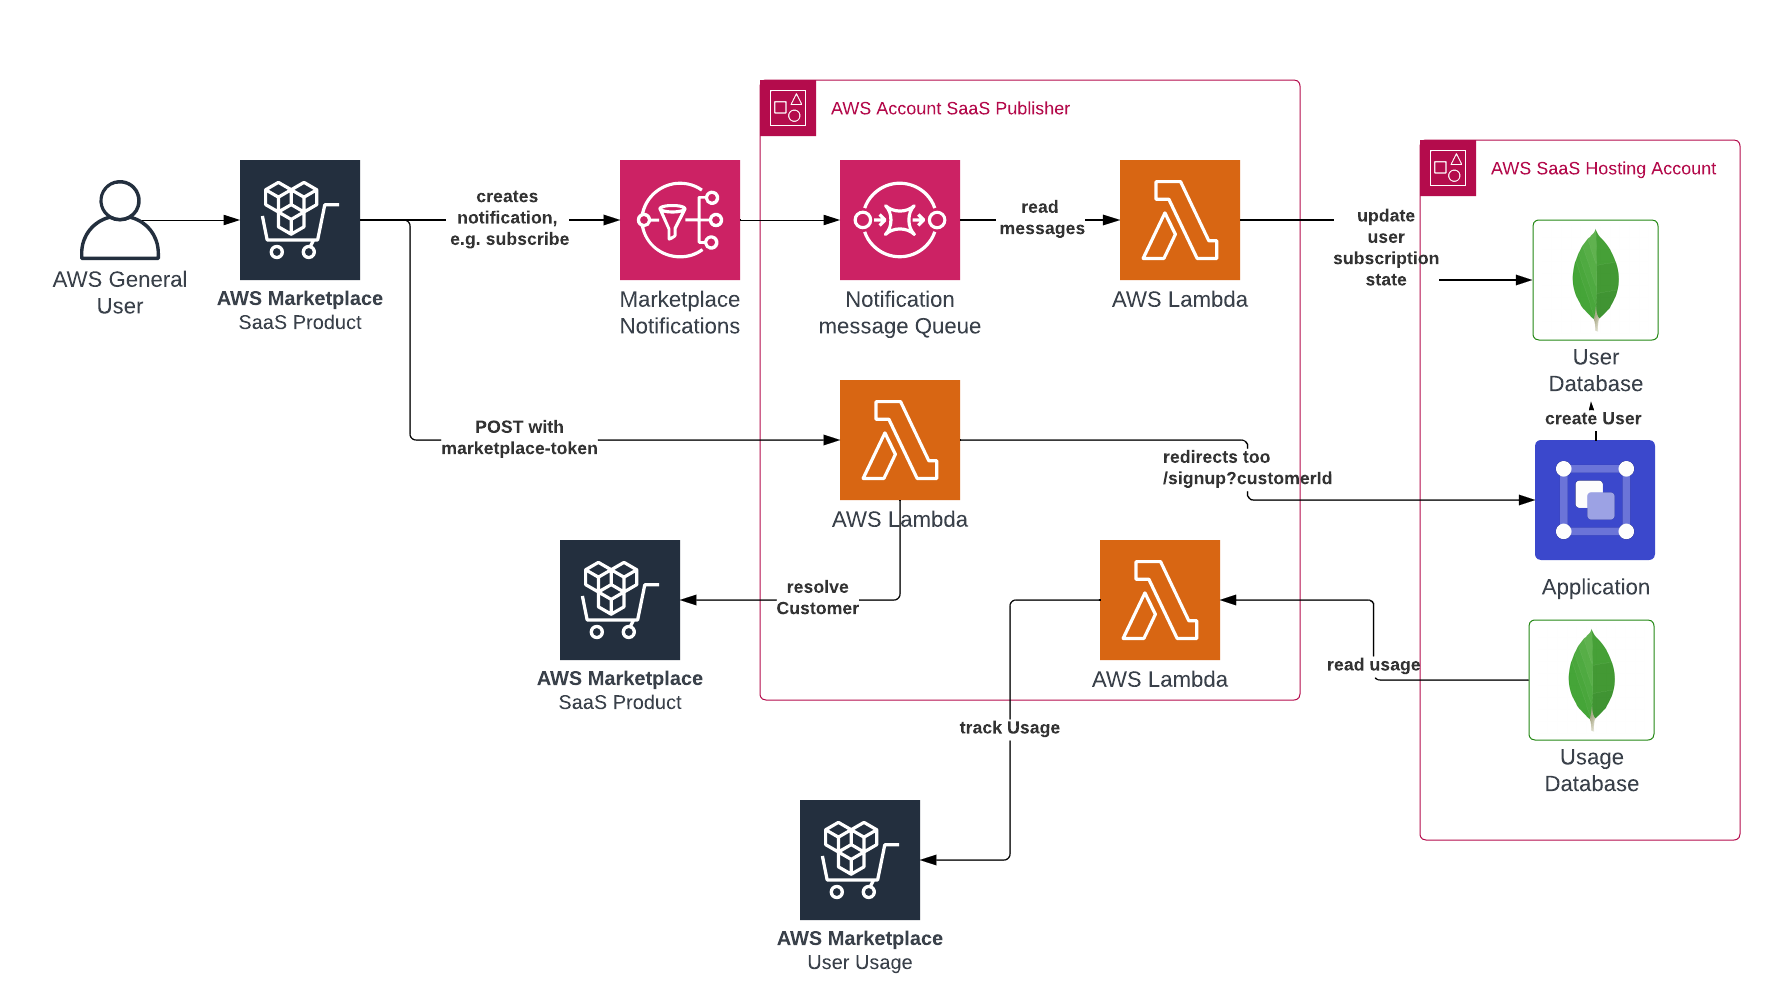 AWS Account SaaS Publisher
AWS SaaS Hosting Account
creates
notification,
e.g. subscribe
read
messages
update
user
subscription
state
AWS General
User
AWS Marketplace
SaaS Product
Marketplace
Notifications
Notification
message Queue
AWS Lambda
User
Database
create User
POST with
marketplace-token
redirects too
/signup?customerId
AWS Lambda
Application
resolve
Customer
AWS Marketplace
SaaS Product
AWS Lambda
read usage
track Usage
Usage
Database
AWS Marketplace
User Usage